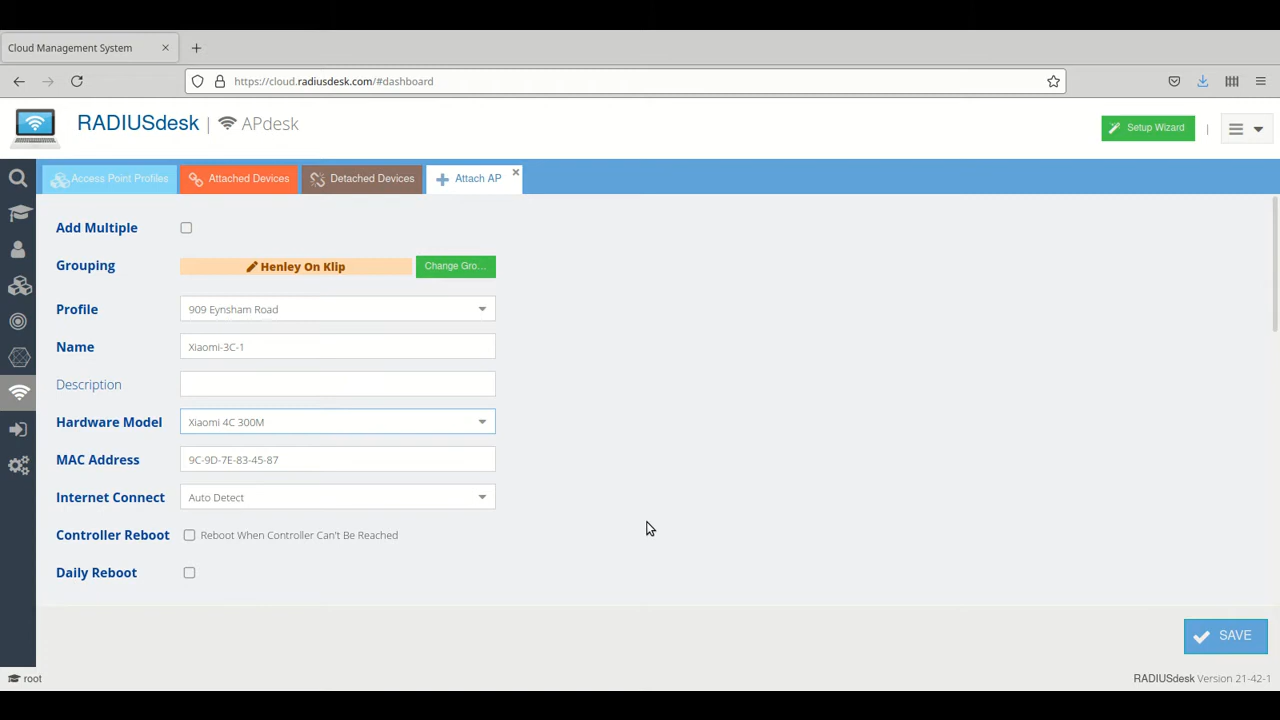 Cloud Management System
https://cloud.radiusdesk.com/#dashboard
RADIUSdesk | APdesk
Setup Wizard |
Access Point Profiles Attached Devices Detached Devices Attach AP
Add Multiple
Grouping Henley On Klip Change Gro...
Profile 909 Eynsham Road
Name Xiaomi-3C-1
Description
Hardware Model Xiaomi 4C 300M
MAC Address 9C-9D-7E-83-45-87
Internet Connect Auto Detect
Controller Reboot Reboot When Controller Can't Be Reached
Daily Reboot
SAVE
root RADIUSdesk Version 21-42-1